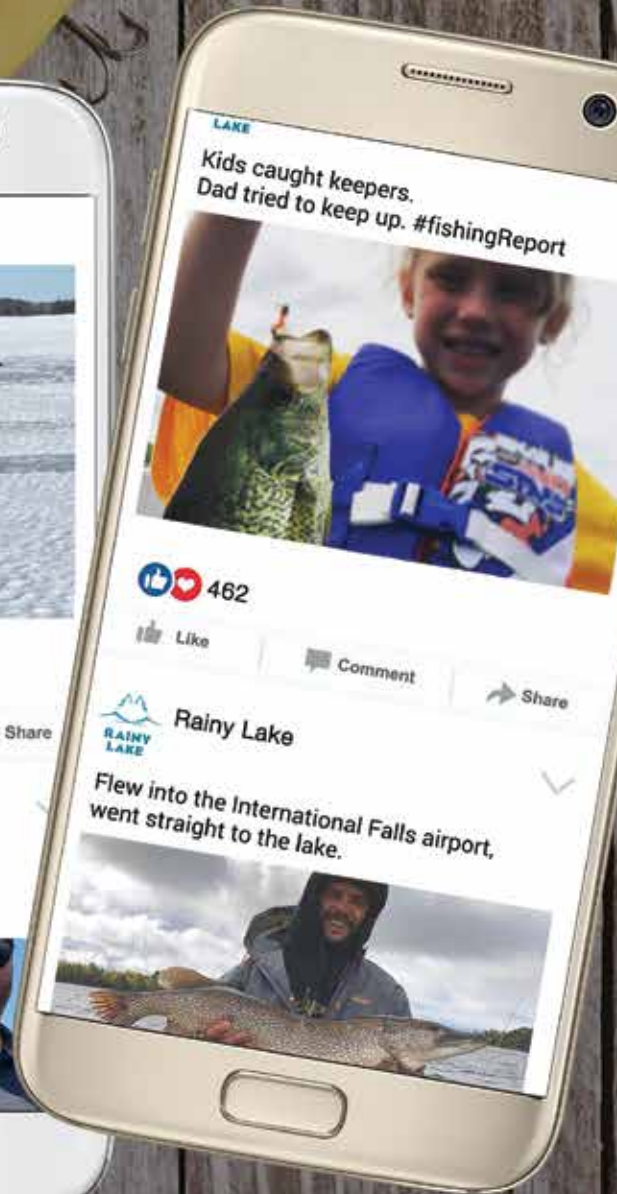 LAKE
Kids caught keepers.
Dad tried to keep up. #fishingReport
462
Like
Comment
Share
RAINY
LAKE
Rainy Lake
Flew into the International Falls airport,
went straight to the lake.
Share